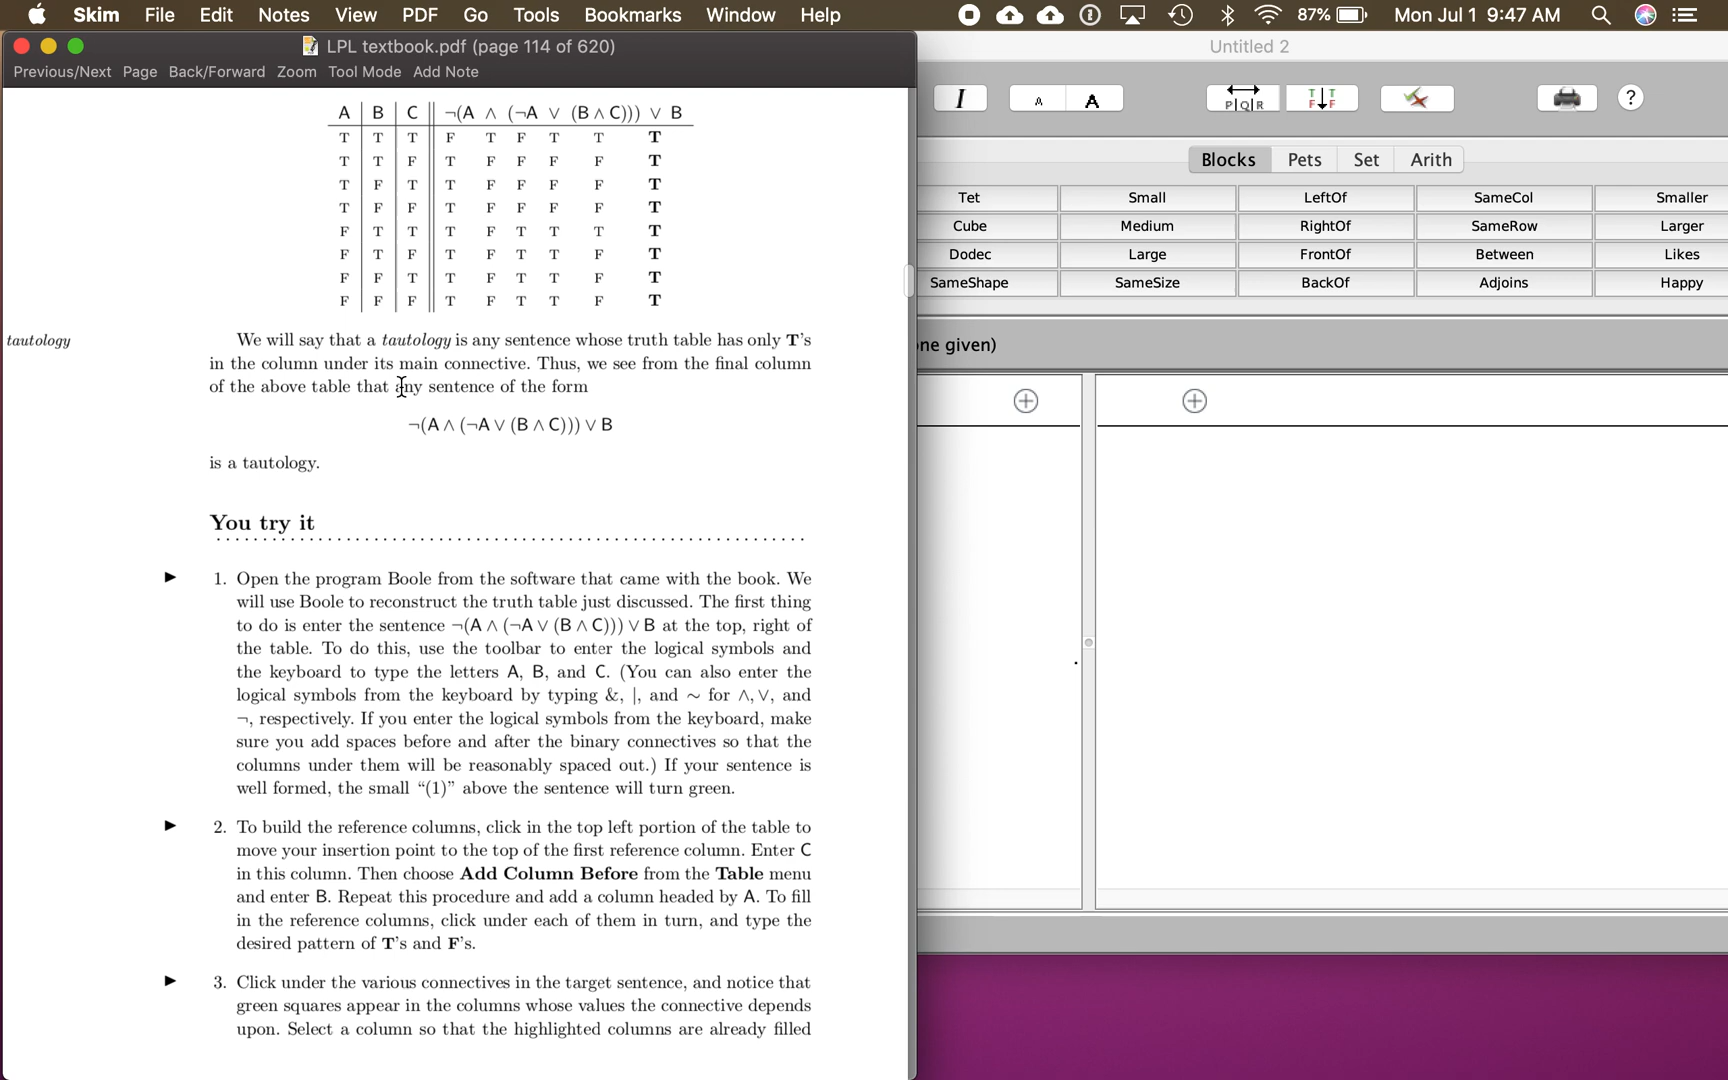 Skim File Edit Notes View PDF Go Tools Bookmarks Window Help 87% Mon Jul 1 9:47 AM
LPL textbook.pdf (page 114 of 620)
Previous/Next Page Back/Forward Zoom Tool Mode Add Note
A B C ¬(A ∧ (¬A ∨ (B ∧ C))) ∨ B
T T T F T F T T T
T T F T F F F F T
T F T T F F F F T
T F F T F F F F T
F T T T F T T T T
F T F T F T T F T
F F T T F T T F T
F F F T F T T F T
tautology
We will say that a tautology is any sentence whose truth table has only T's
in the column under its main connective. Thus, we see from the final column
of the above table that any sentence of the form
¬(A ∧ (¬A ∨ (B ∧ C))) ∨ B
is a tautology.
You try it
▶ 1. Open the program Boole from the software that came with the book. We
will use Boole to reconstruct the truth table just discussed. The first thing
to do is enter the sentence ¬(A ∧ (¬A ∨ (B ∧ C))) ∨ B at the top, right of
the table. To do this, use the toolbar to enter the logical symbols and
the keyboard to type the letters A, B, and C. (You can also enter the
logical symbols from the keyboard by typing &, |, and ∼ for ∧, ∨, and
¬, respectively. If you enter the logical symbols from the keyboard, make
sure you add spaces before and after the binary connectives so that the
columns under them will be reasonably spaced out.) If your sentence is
well formed, the small “(1)” above the sentence will turn green.
▶ 2. To build the reference columns, click in the top left portion of the table to
move your insertion point to the top of the first reference column. Enter C
in this column. Then choose Add Column Before from the Table menu
and enter B. Repeat this procedure and add a column headed by A. To fill
in the reference columns, click under each of them in turn, and type the
desired pattern of T's and F's.
▶ 3. Click under the various connectives in the target sentence, and notice that
green squares appear in the columns whose values the connective depends
upon. Select a column so that the highlighted columns are already filled
Untitled 2
I A A P|Q|R T T F F ?
Blocks Pets Set Arith
Tet Small LeftOf SameCol Smaller
Cube Medium RightOf SameRow Larger
Dodec Large FrontOf Between Likes
SameShape SameSize BackOf Adjoins Happy
ne given)